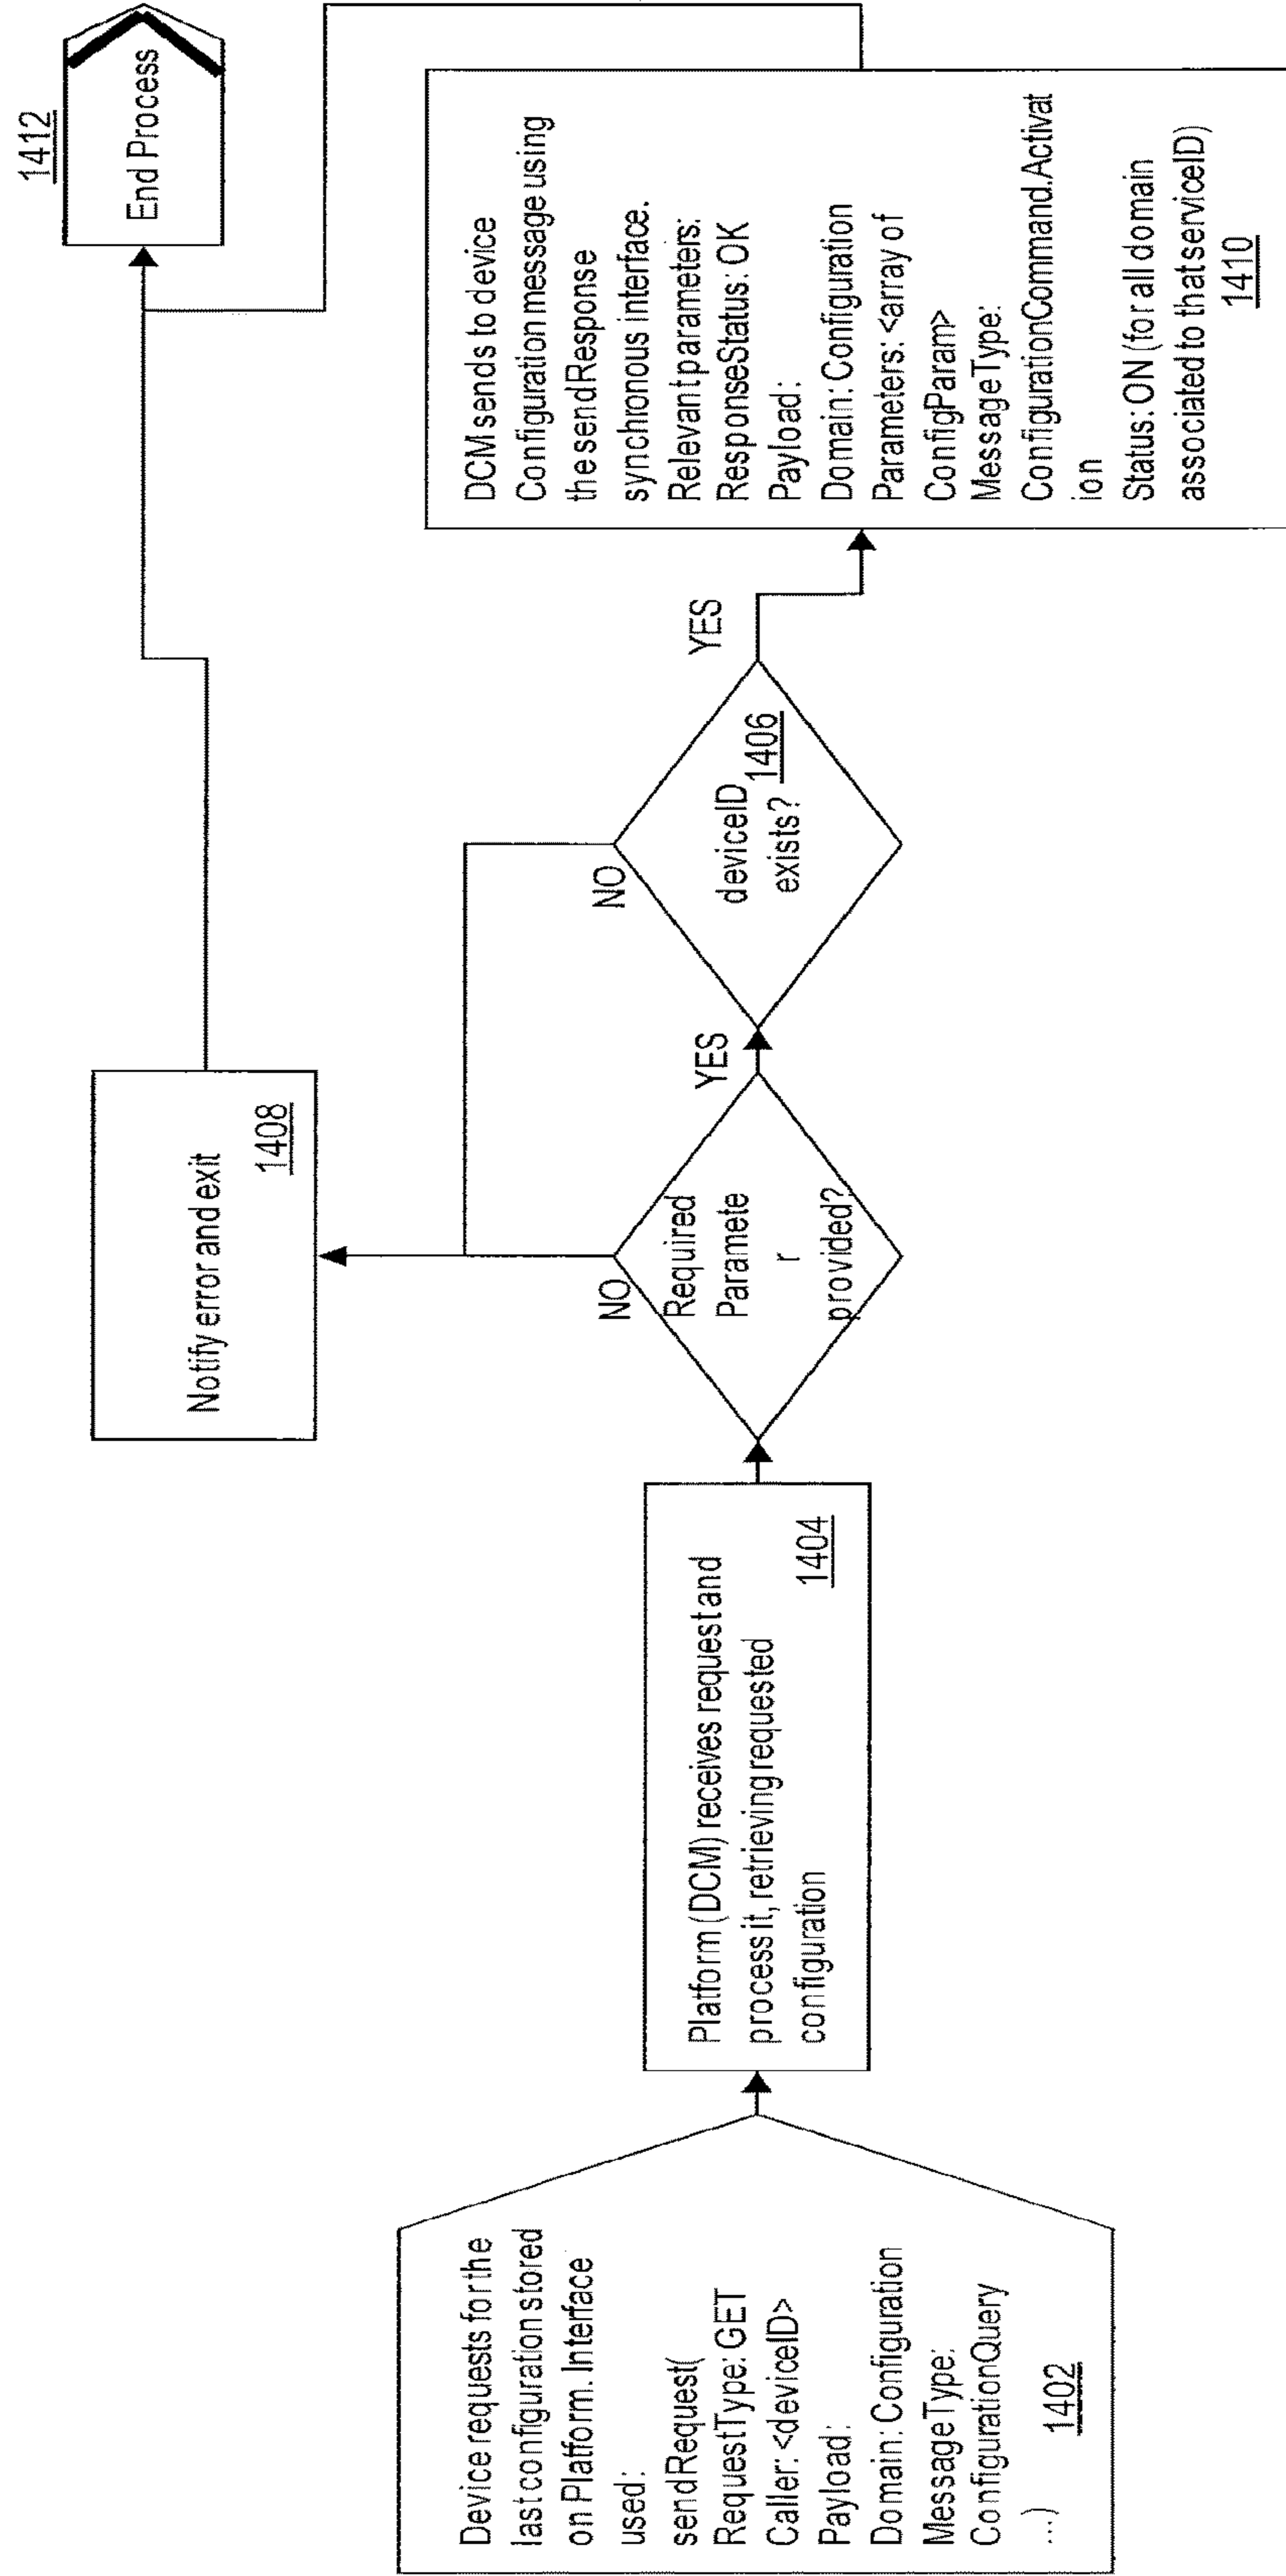 Device requests for the
last configuration stored
on Platform. Interface
used:
sendRequest(
RequestType: GET
Caller: <deviceID>
Payload:
Domain: Configuration
MessageType:
ConfigurationQuery
...)
1402
Platform (DCM) receives request and
process it, retrieving requested
configuration
1404
Required
Paramete
r
provided?
NO
YES
Notify error and exit
1408
deviceID
exists?
1406
NO
YES
DCM sends to device
Configuration message using
the sendResponse
synchronous interface.
Relevant parameters:
ResponseStatus: OK
Payload:
Domain: Configuration
Parameters: <array of
ConfigParam>
MessageType:
ConfigurationCommand.Activat
ion
Status: ON (for all domain
associated to that serviceID)
1410
End Process
1412